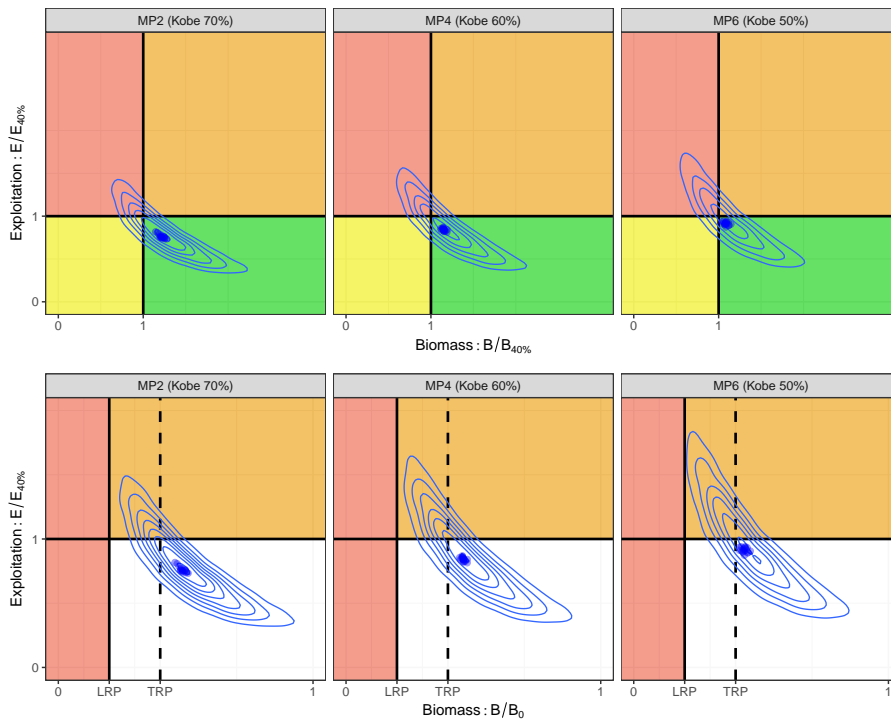 MP2 (Kobe 70%) MP4 (Kobe 60%) MP6 (Kobe 50%)
Exploitation : E/E40%
1
0
0 1 0 1 0 1
Biomass : B/B40%
MP2 (Kobe 70%) MP4 (Kobe 60%) MP6 (Kobe 50%)
Exploitation : E/E40%
1
0
0 LRP TRP 1 0 LRP TRP 1 0 LRP TRP 1
Biomass : B/B0